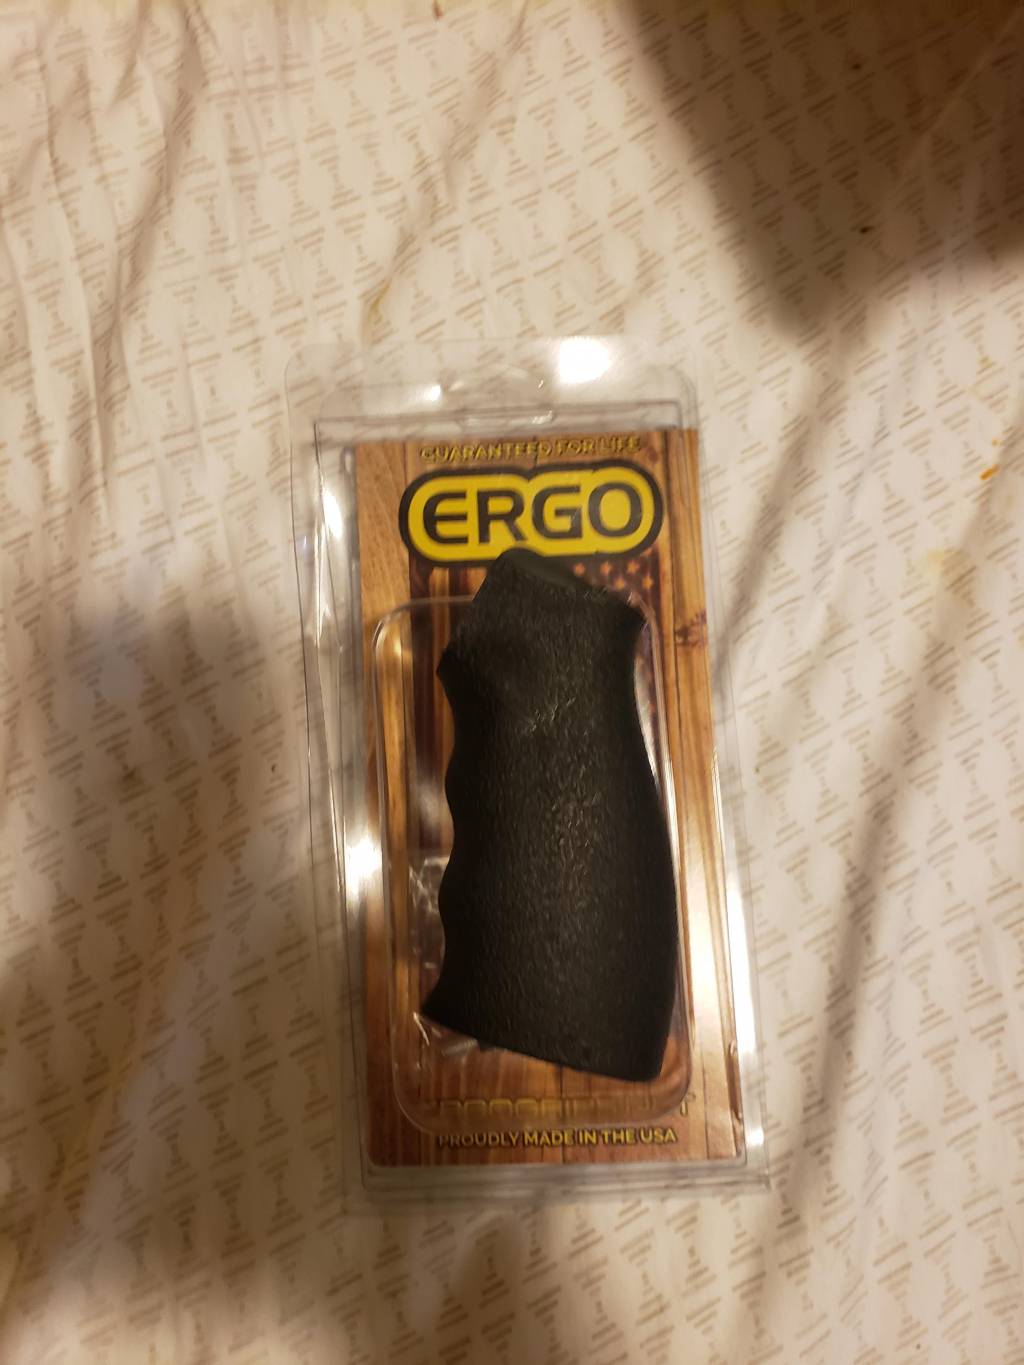 GUARANTEED FOR LIFE
ERGO
PROUDLY MADE IN THE USA